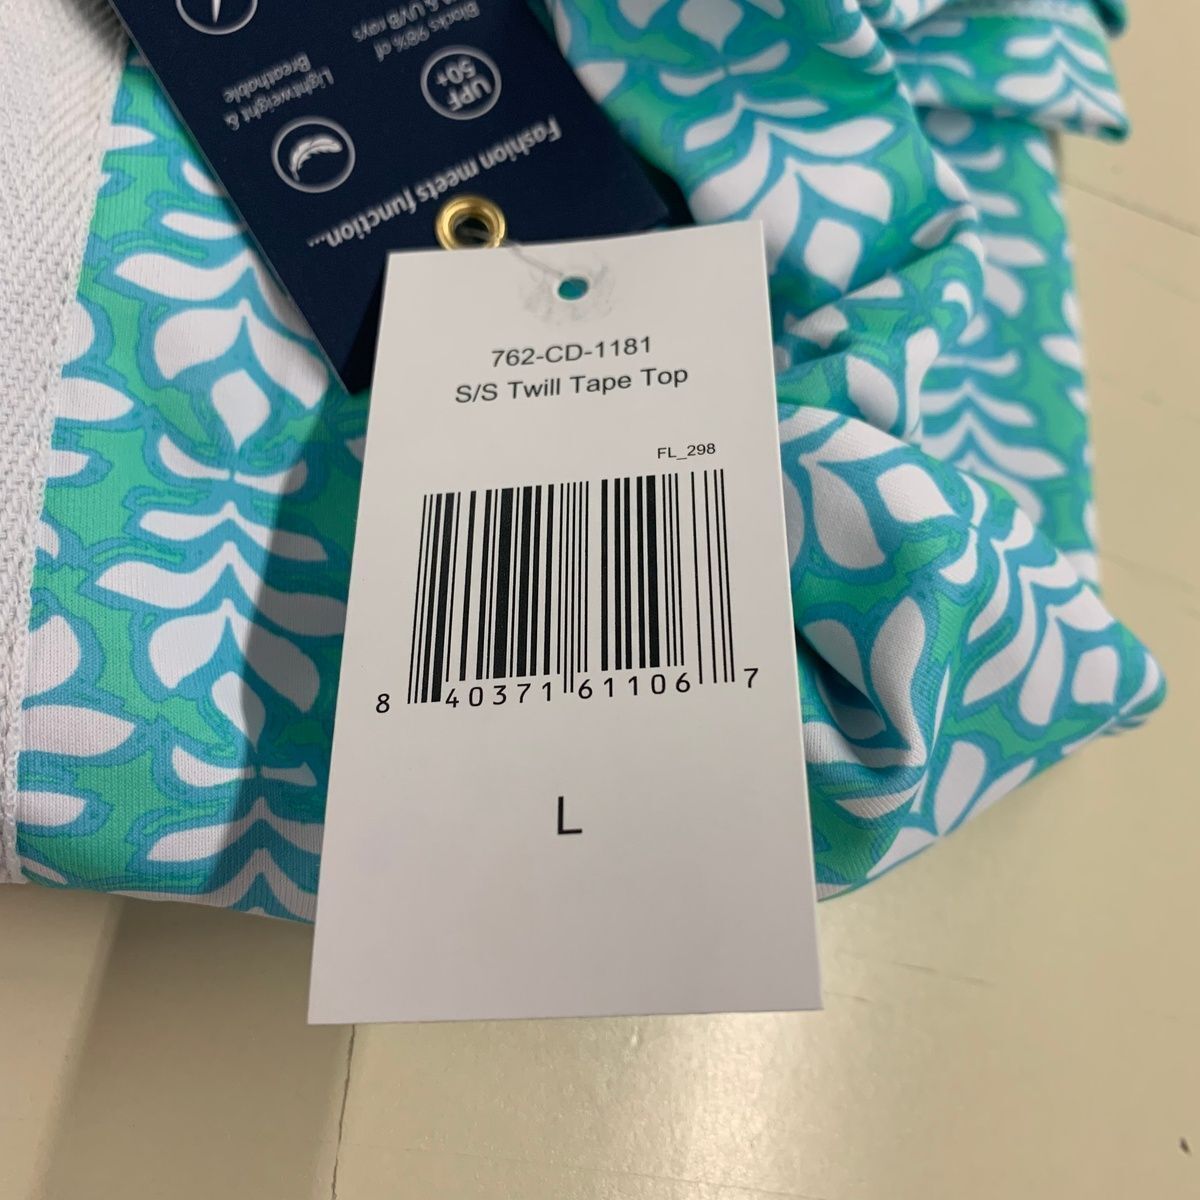 Fashion meets function...
UPF
50+
Blocks 98% of
& UVB rays
Lightweight &
Breathable
762-CD-1181
S/S Twill Tape Top
FL_298
8 40371 61106 7
L